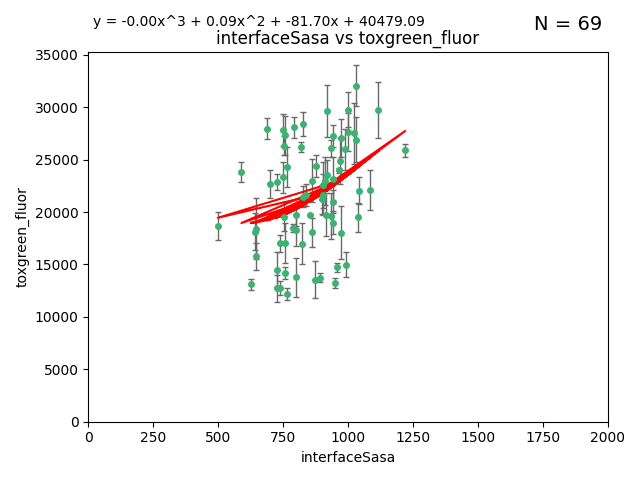 y = -0.00x^3 + 0.09x^2 + -81.70x + 40479.09
N = 69
interfaceSasa vs toxgreen_fluor
35000
30000
25000
20000
15000
10000
5000
0
toxgreen_fluor
0 250 500 750 1000 1250 1500 1750 2000
interfaceSasa